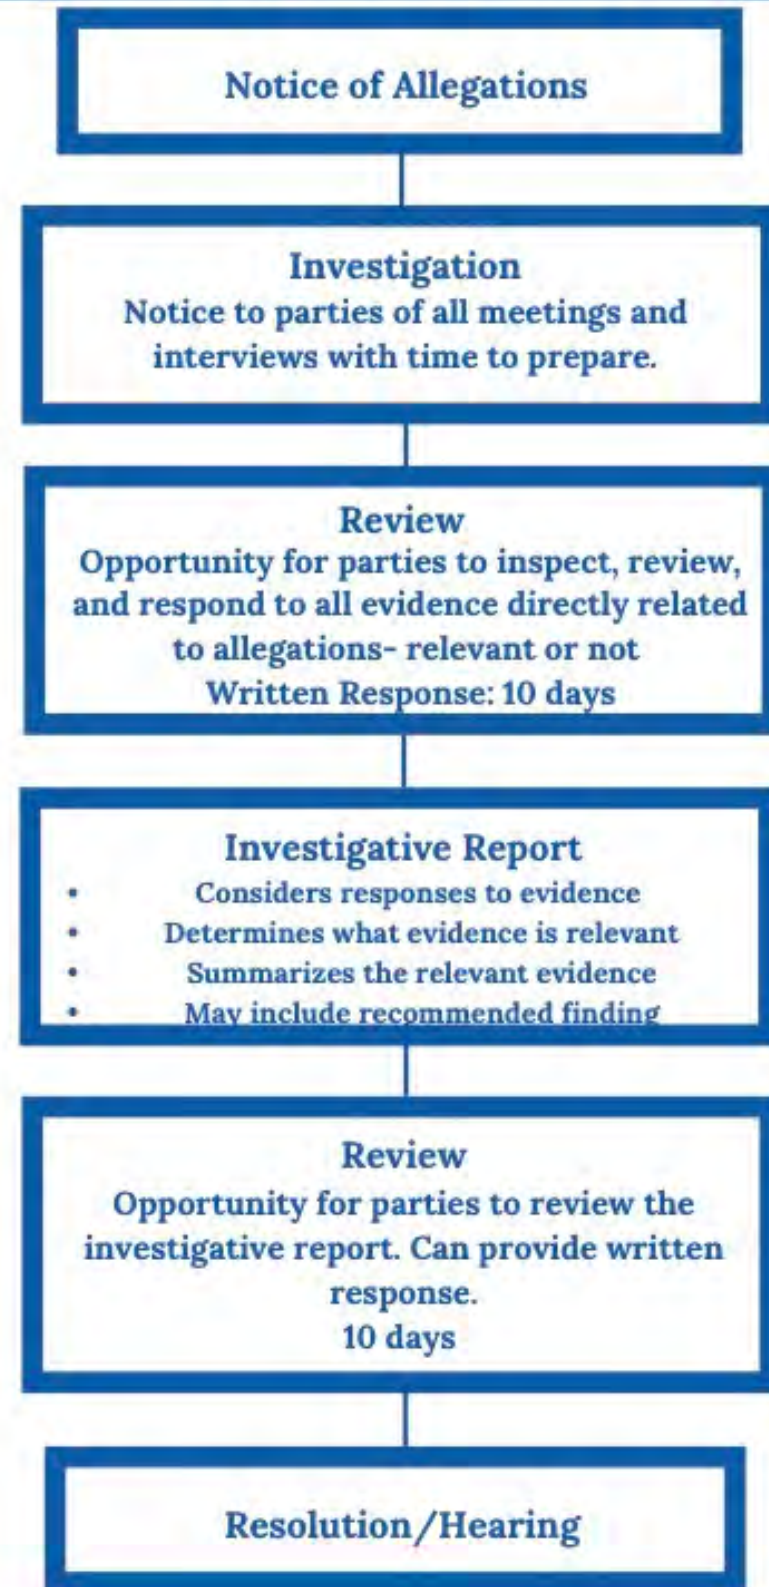 Notice of Allegations
Investigation
Notice to parties of all meetings and
interviews with time to prepare.
Review
Opportunity for parties to inspect, review,
and respond to all evidence directly related
to allegations- relevant or not
Written Response: 10 days
Investigative Report
• Considers responses to evidence
• Determines what evidence is relevant
• Summarizes the relevant evidence
• May include recommended finding
Review
Opportunity for parties to review the
investigative report. Can provide written
response.
10 days
Resolution/Hearing